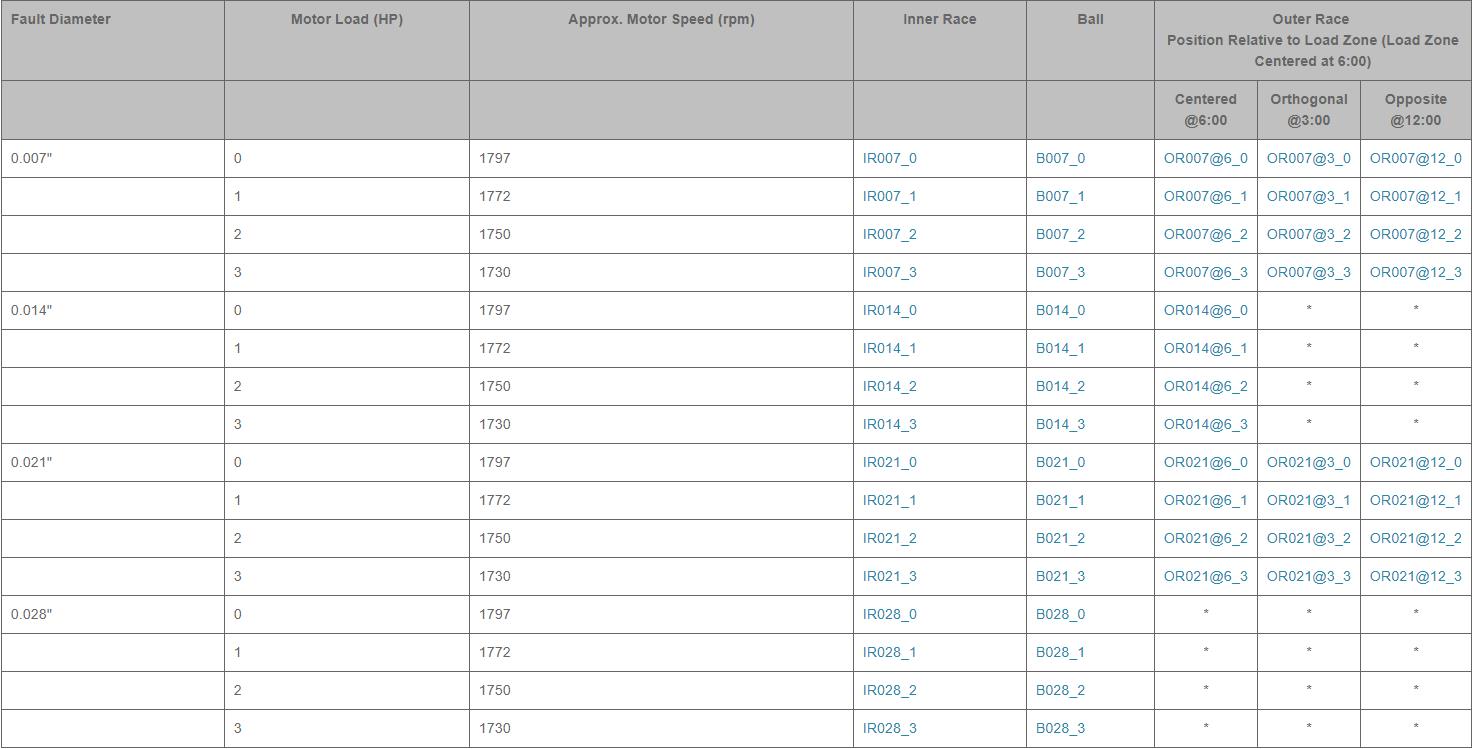 Fault Diameter Motor Load (HP) Approx. Motor Speed (rpm) Inner Race Ball Outer Race
Position Relative to Load Zone (Load Zone
Centered at 6:00)
Centered Orthogonal Opposite
@6:00 @3:00 @12:00
0.007" 0 1797 IR007_0 B007_0 OR007@6_0 OR007@3_0 OR007@12_0
1 1772 IR007_1 B007_1 OR007@6_1 OR007@3_1 OR007@12_1
2 1750 IR007_2 B007_2 OR007@6_2 OR007@3_2 OR007@12_2
3 1730 IR007_3 B007_3 OR007@6_3 OR007@3_3 OR007@12_3
0.014" 0 1797 IR014_0 B014_0 OR014@6_0 * *
1 1772 IR014_1 B014_1 OR014@6_1 * *
2 1750 IR014_2 B014_2 OR014@6_2 * *
3 1730 IR014_3 B014_3 OR014@6_3 * *
0.021" 0 1797 IR021_0 B021_0 OR021@6_0 OR021@3_0 OR021@12_0
1 1772 IR021_1 B021_1 OR021@6_1 OR021@3_1 OR021@12_1
2 1750 IR021_2 B021_2 OR021@6_2 OR021@3_2 OR021@12_2
3 1730 IR021_3 B021_3 OR021@6_3 OR021@3_3 OR021@12_3
0.028" 0 1797 IR028_0 B028_0 * * *
1 1772 IR028_1 B028_1 * * *
2 1750 IR028_2 B028_2 * * *
3 1730 IR028_3 B028_3 * * *